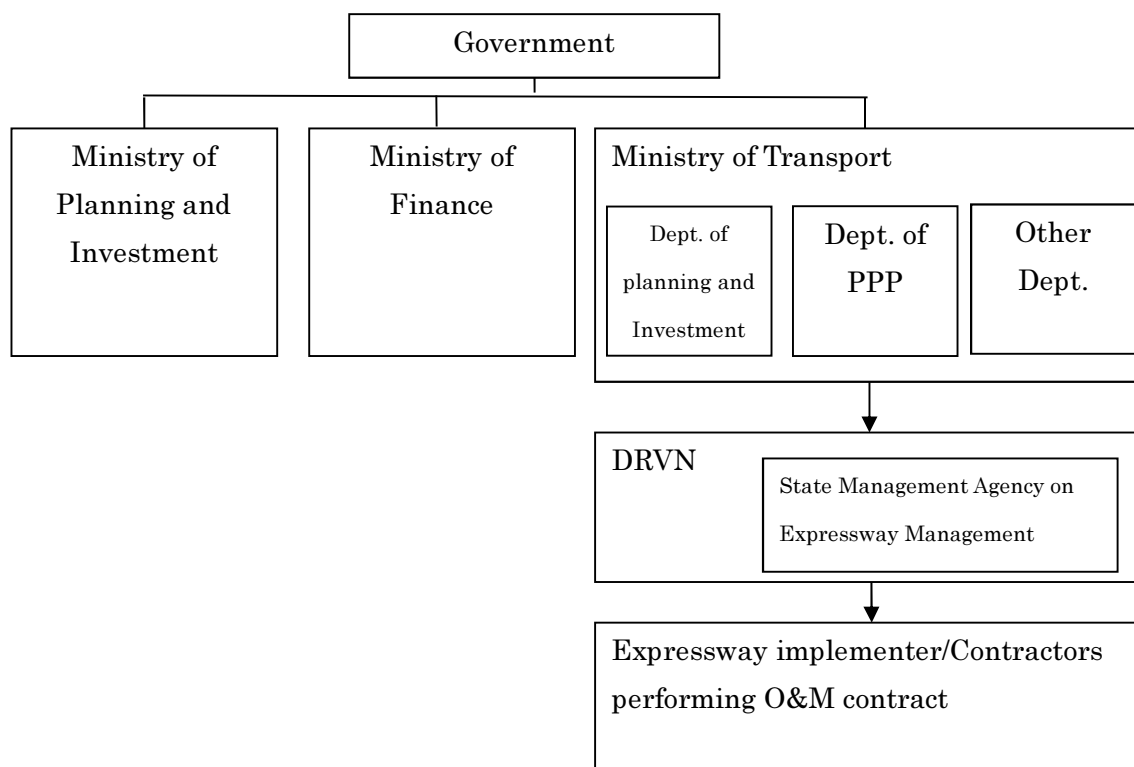 Government
Ministry of
Planning and
Investment
Ministry of
Finance
Ministry of Transport
Dept. of
planning and
Investment
Dept. of
PPP
Other
Dept.
DRVN
State Management Agency on
Expressway Management
Expressway implementer/Contractors
performing O&M contract